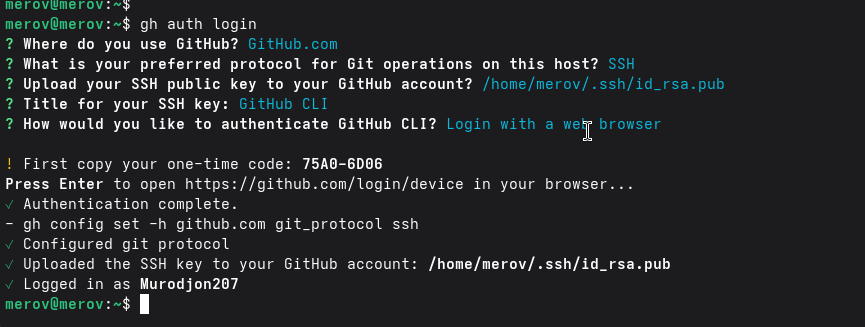 merov@merov:~$
merov@merov:~$ gh auth login
? Where do you use GitHub? GitHub.com
? What is your preferred protocol for Git operations on this host? SSH
? Upload your SSH public key to your GitHub account? /home/merov/.ssh/id_rsa.pub
? Title for your SSH key: GitHub CLI
? How would you like to authenticate GitHub CLI? Login with a web browser
! First copy your one-time code: 75A0-6D06
Press Enter to open https://github.com/login/device in your browser...
✓ Authentication complete.
- gh config set -h github.com git_protocol ssh
✓ Configured git protocol
✓ Uploaded the SSH key to your GitHub account: /home/merov/.ssh/id_rsa.pub
✓ Logged in as Murodjon207
merov@merov:~$